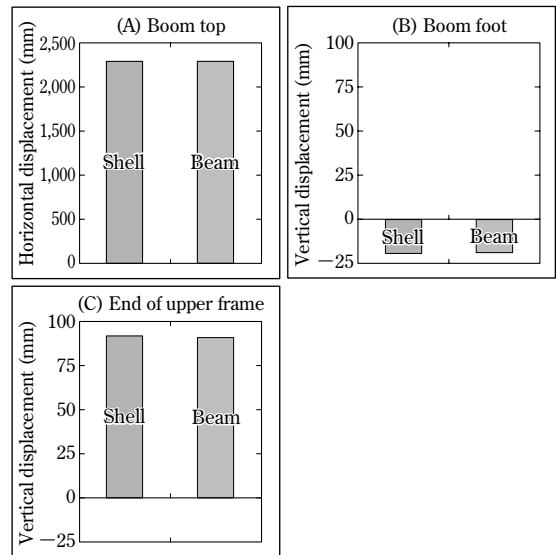 (A) Boom top
Horizontal displacement (mm)
2,500
2,000
1,500
1,000
500
0
Shell
Beam
(B) Boom foot
Vertical displacement (mm)
100
75
50
25
0
−25
Shell
Beam
(C) End of upper frame
Vertical displacement (mm)
100
75
50
25
0
−25
Shell
Beam